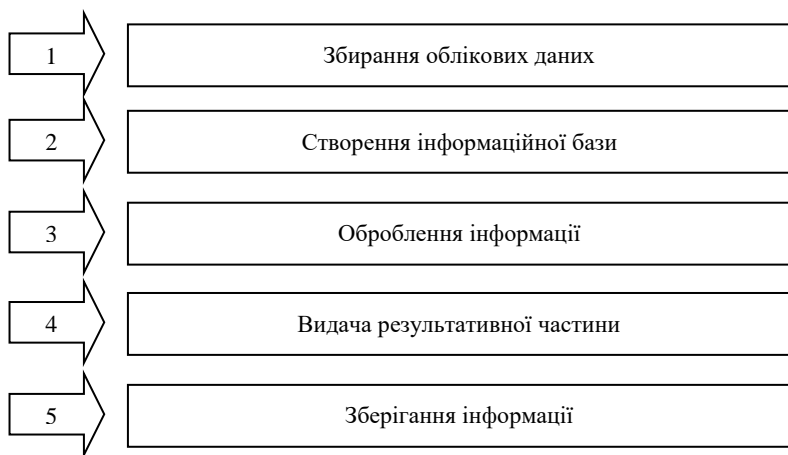 1 Збирання облікових даних
2 Створення інформаційної бази
3 Оброблення інформації
4 Видача результативної частини
5 Зберігання інформації